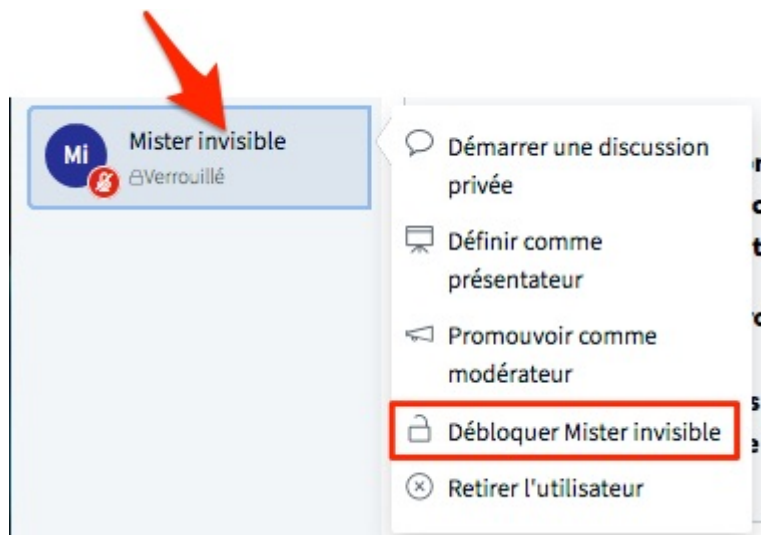 Mister invisible
Mi
Verrouillé
Démarrer une discussion
privée
Définir comme
présentateur
Promouvoir comme
modérateur
Débloquer Mister invisible
Retirer l'utilisateur